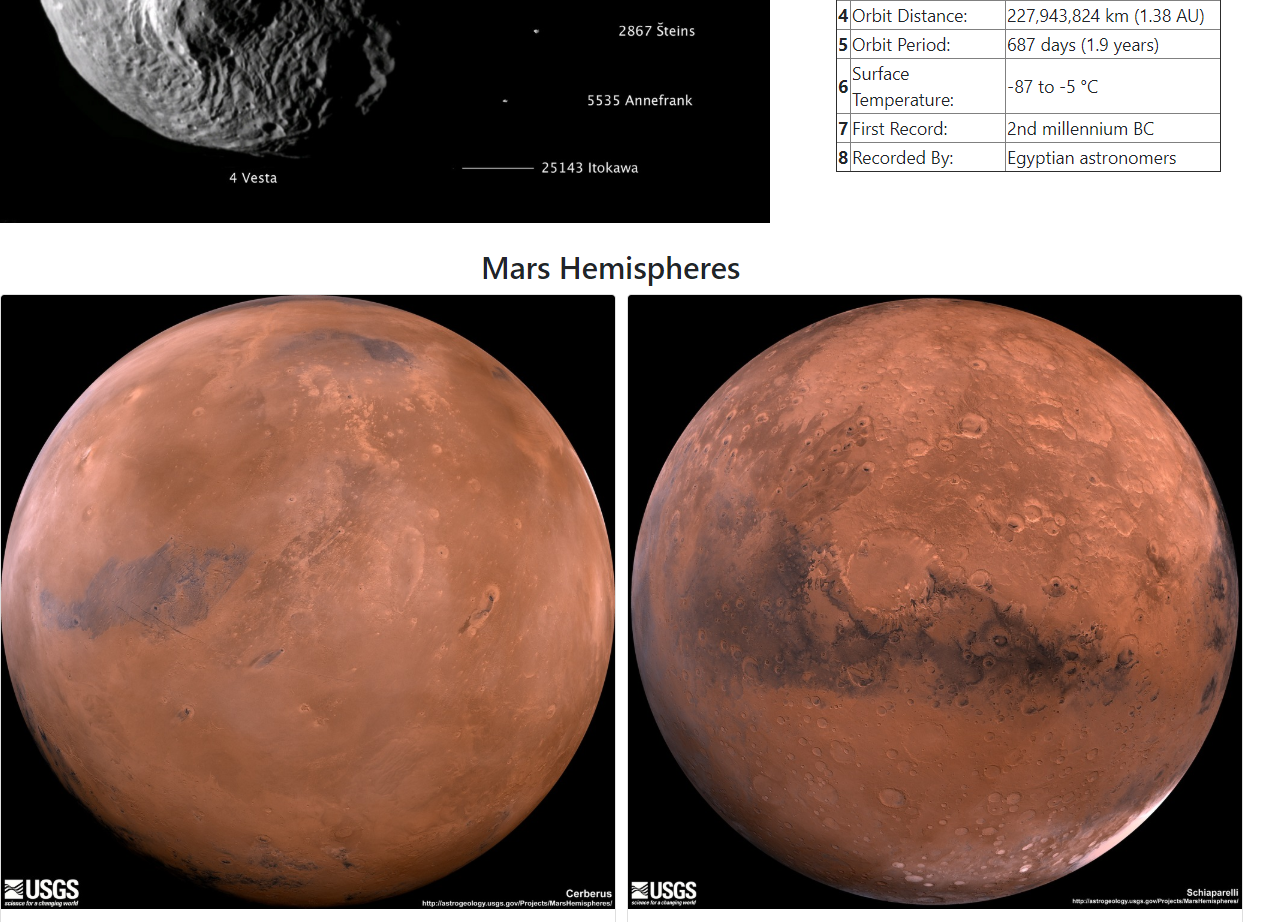 2867 Šteins
5535 Annefrank
25143 Itokawa
4 Vesta
4 Orbit Distance: 227,943,824 km (1.38 AU)
5 Orbit Period: 687 days (1.9 years)
6 Surface
Temperature: -87 to -5 °C
7 First Record: 2nd millennium BC
8 Recorded By: Egyptian astronomers
Mars Hemispheres
USGS
science for a changing world
Cerberus
http://astrogeology.usgs.gov/Projects/MarsHemispheres/
USGS
science for a changing world
Schiaparelli
http://astrogeology.usgs.gov/Projects/MarsHemispheres/